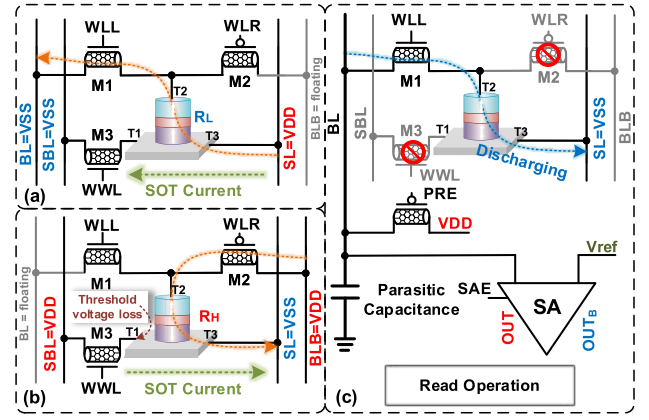 WLL
WLR
M1
M2
T2
RL
M3
T1
T3
WWL
SOT Current
BL=VSS
SBL=VSS
SL=VDD
BLB = floating
(a)
WLL
WLR
M1
M2
T2
Threshold
voltage loss
RH
M3
T1
T3
WWL
SOT Current
BL = floating
SBL=VDD
SL=VSS
BLB=VDD
(b)
WLL
WLR
M1
M2
T2
BL
SBL
M3
T1
T3
SL=VSS
BLB
WWL
Discharging
PRE
VDD
Vref
Parasitic
Capacitance
SAE
SA
OUT
OUTB
Read Operation
(c)